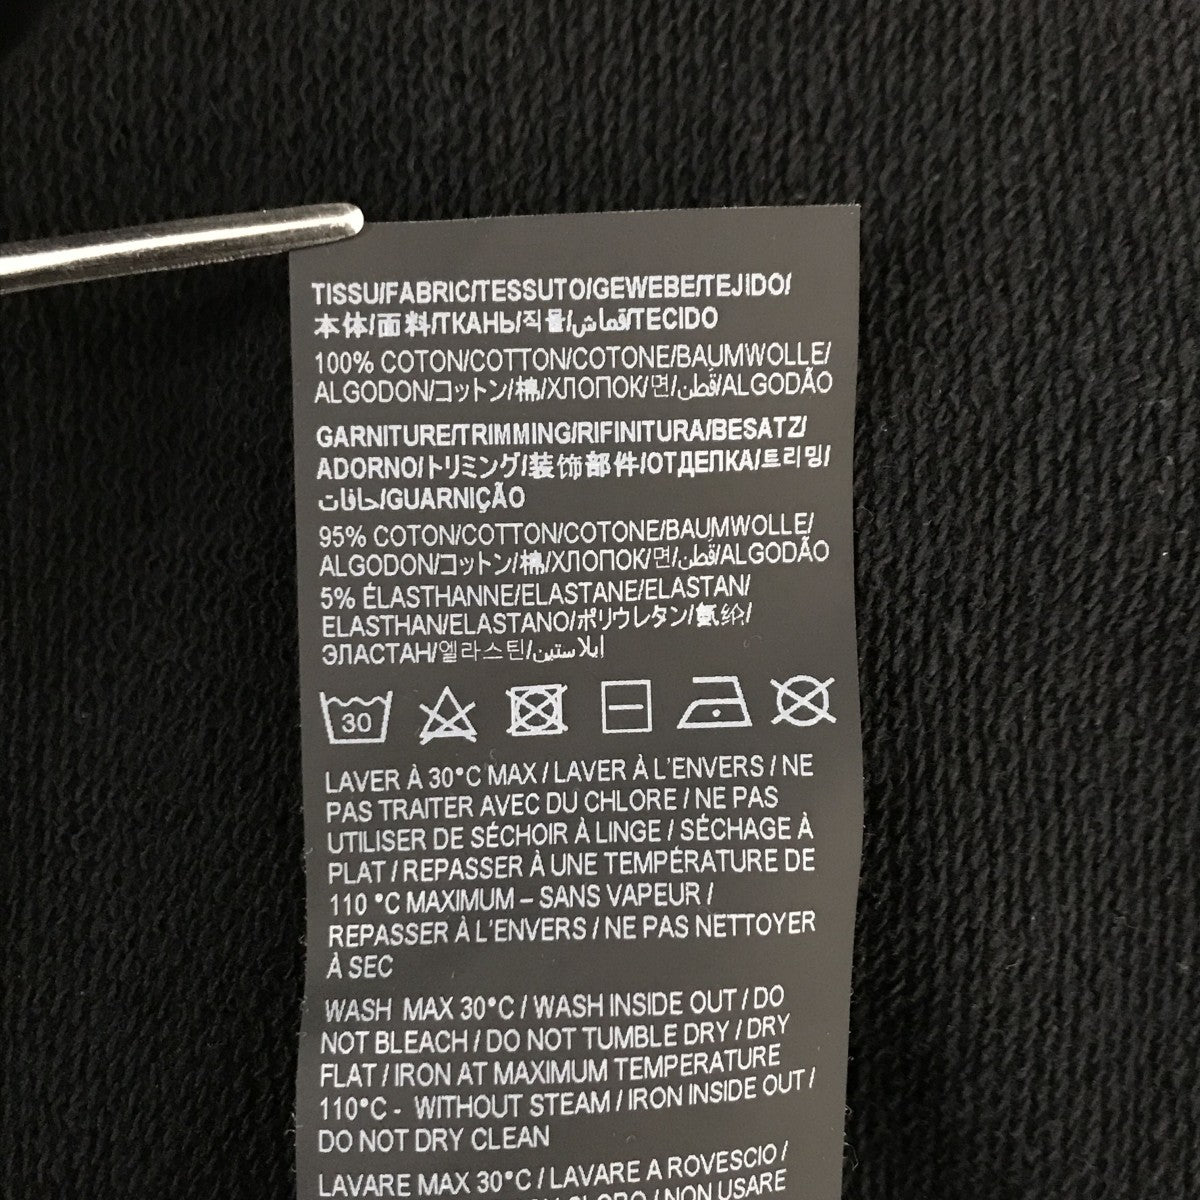 TISSU/FABRIC/TESSUTO/GEWEBE/TEJIDO/
本体/面料/ТКАНЬ/직물/قماش/TECIDO
100% COTON/COTTON/COTONE/BAUMWOLLE/
ALGODON/コットン/棉/ХЛОПОК/면/قطن/ALGODÃO
GARNITURE/TRIMMING/RIFINITURA/BESATZ/
ADORNO/トリミング/装饰部件/ОТДЕЛКА/트리밍/
حافات/GUARNIÇÃO
95% COTON/COTTON/COTONE/BAUMWOLLE/
ALGODON/コットン/棉/ХЛОПОК/면/قطن/ALGODÃO
5% ÉLASTHANNE/ELASTANE/ELASTAN/
ELASTHAN/ELASTANO/ポリウレタン/氨纶/
ЭЛАСТАН/엘라스틴/ايلاستين
30
LAVER À 30°C MAX / LAVER À L'ENVERS / NE
PAS TRAITER AVEC DU CHLORE / NE PAS
UTILISER DE SÉCHOIR À LINGE / SÉCHAGE À
PLAT / REPASSER À UNE TEMPÉRATURE DE
110 °C MAXIMUM – SANS VAPEUR /
REPASSER À L'ENVERS / NE PAS NETTOYER
À SEC
WASH MAX 30°C / WASH INSIDE OUT / DO
NOT BLEACH / DO NOT TUMBLE DRY / DRY
FLAT / IRON AT MAXIMUM TEMPERATURE
110°C - WITHOUT STEAM / IRON INSIDE OUT /
DO NOT DRY CLEAN
LAVARE MAX 30°C / LAVARE A ROVESCIO /
CLORO / NON USARE